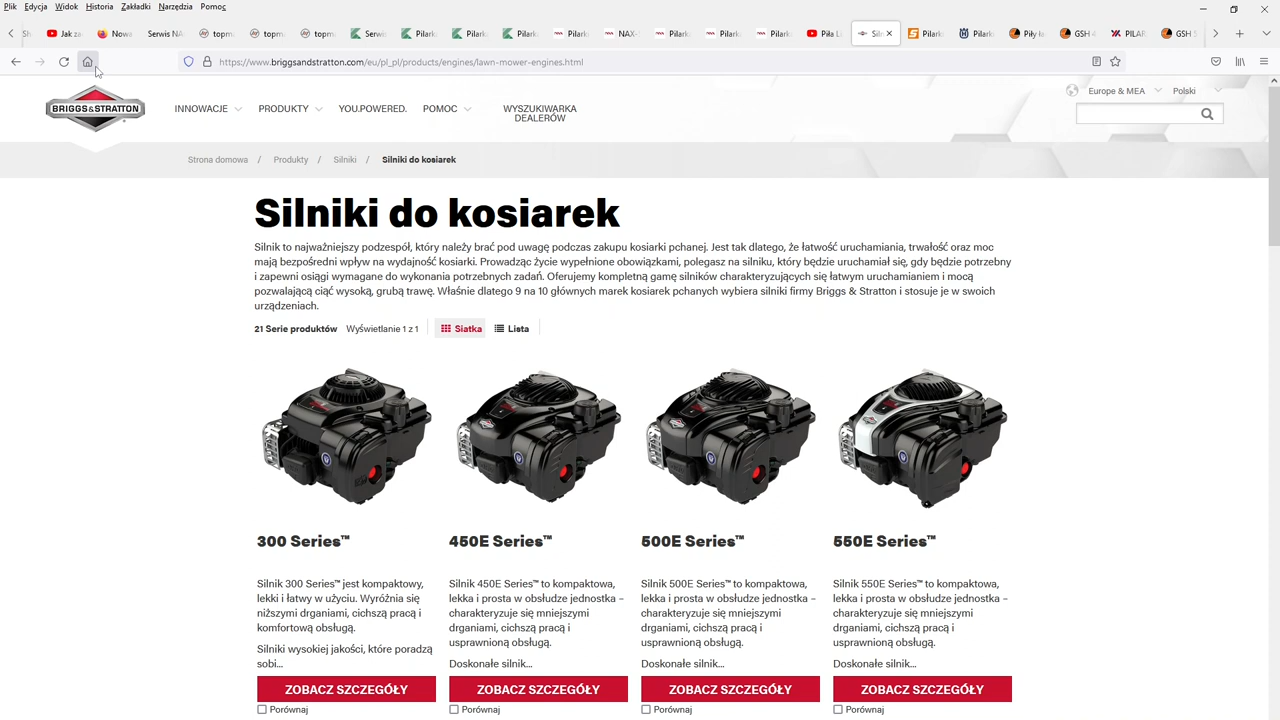 Plik Edycja Widok Historia Zakładki Narzędzia Pomoc
Jak za Nowa Serwis NA topm topm topm Serwi Pilark Pilark Pilark Pilark NAX- Pilark Pilark Pilark Piła Li Siln Pilark Pilark Piły ła GSH PILAR GSH 5
https://www.briggsandstratton.com/eu/pl_pl/products/engines/lawn-mower-engines.html
BRIGGS&STRATTON
INNOWACJE PRODUKTY YOU.POWERED. POMOC WYSZUKIWARKA
DEALERÓW
Europe & MEA Polski
Strona domowa / Produkty / Silniki / Silniki do kosiarek
Silniki do kosiarek
Silnik to najważniejszy podzespół, który należy brać pod uwagę podczas zakupu kosiarki pchanej. Jest tak dlatego, że łatwość uruchamiania, trwałość oraz moc
mają bezpośredni wpływ na wydajność kosiarki. Prowadząc życie wypełnione obowiązkami, polegasz na silniku, który będzie uruchamiał się, gdy będzie potrzebny
i zapewni osiągi wymagane do wykonania potrzebnych zadań. Oferujemy kompletną gamę silników charakteryzujących się łatwym uruchamianiem i mocą
pozwalającą ciąć wysoką, grubą trawę. Właśnie dlatego 9 na 10 głównych marek kosiarek pchanych wybiera silniki firmy Briggs & Stratton i stosuje je w swoich
urządzeniach.
21 Serie produktów Wyświetlanie 1 z 1 Siatka Lista
300 Series™
Silnik 300 Series™ jest kompaktowy,
lekki i łatwy w użyciu. Wyróżnia się
niższymi drganiami, cichszą pracą i
komfortową obsługą.
Silniki wysokiej jakości, które poradzą
sobi...
ZOBACZ SZCZEGÓŁY
Porównaj
450E Series™
Silnik 450E Series™ to kompaktowa,
lekka i prosta w obsłudze jednostka –
charakteryzuje się mniejszymi
drganiami, cichszą pracą i
usprawnioną obsługą.
Doskonałe silnik...
ZOBACZ SZCZEGÓŁY
Porównaj
500E Series™
Silnik 500E Series™ to kompaktowa,
lekka i prosta w obsłudze jednostka –
charakteryzuje się mniejszymi
drganiami, cichszą pracą i
usprawnioną obsługą.
Doskonałe silnik...
ZOBACZ SZCZEGÓŁY
Porównaj
550E Series™
Silnik 550E Series™ to kompaktowa,
lekka i prosta w obsłudze jednostka –
charakteryzuje się mniejszymi
drganiami, cichszą pracą i
usprawnioną obsługą.
Doskonałe silnik...
ZOBACZ SZCZEGÓŁY
Porównaj